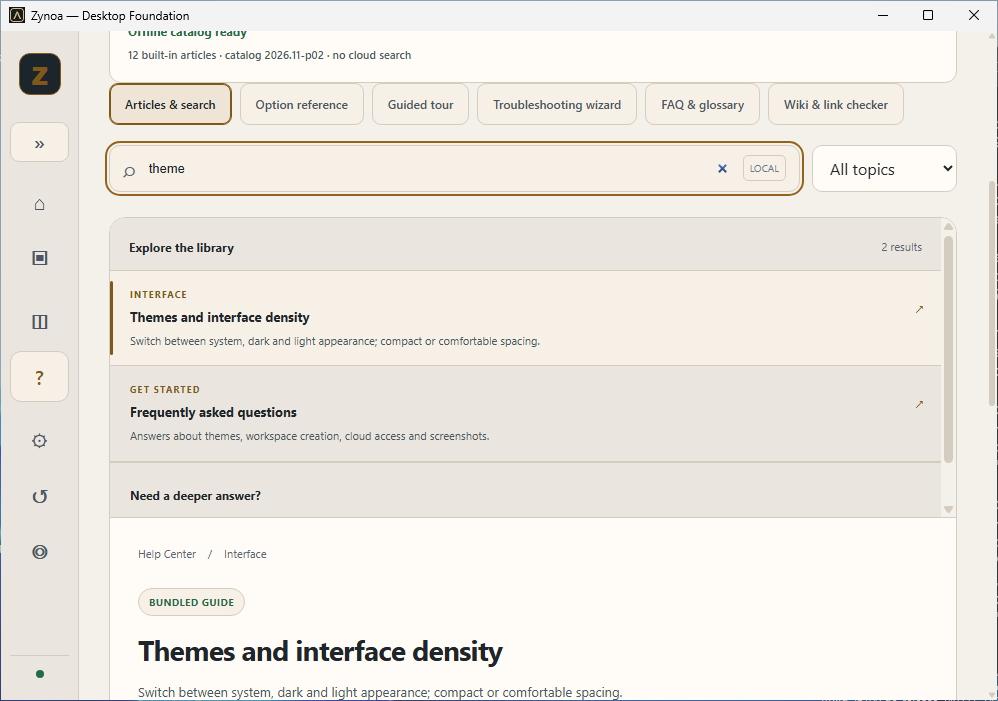 Zynoa — Desktop Foundation
Z
Offline catalog ready
12 built-in articles · catalog 2026.11-p02 · no cloud search
Articles & search
Option reference
Guided tour
Troubleshooting wizard
FAQ & glossary
Wiki & link checker
theme
LOCAL
All topics
Explore the library
2 results
INTERFACE
Themes and interface density
Switch between system, dark and light appearance; compact or comfortable spacing.
GET STARTED
Frequently asked questions
Answers about themes, workspace creation, cloud access and screenshots.
Need a deeper answer?
Help Center / Interface
BUNDLED GUIDE
Themes and interface density
Switch between system, dark and light appearance; compact or comfortable spacing.